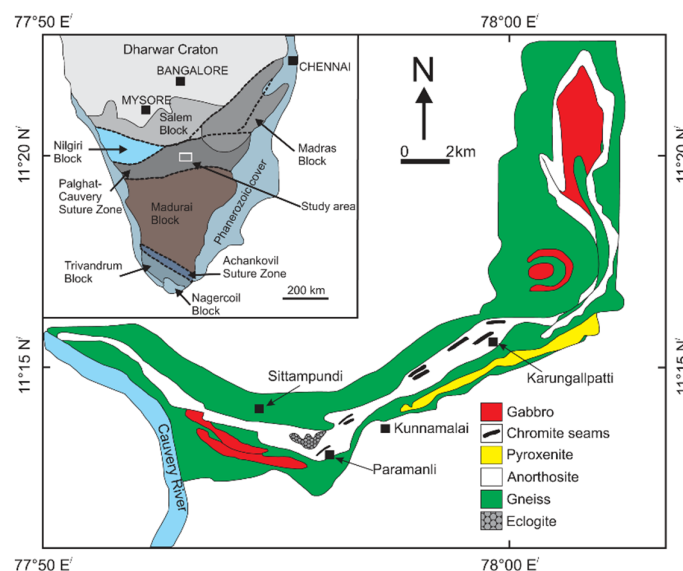 77°50 E/
78°00 E/
11°20 N/
11°15 N/
Dharwar Craton
BANGALORE
CHENNAI
MYSORE
Salem
Block
Nilgiri
Block
Madras
Block
Palghat-
Cauvery
Suture Zone
Study area
Madurai
Block
Phanerozoic cover
Trivandrum
Block
Achankovil
Suture Zone
Nagercoil
Block
200 km
N
0 2km
11°20 N/
11°15 N/
Sittampundi
Karungallpatti
Kunnamalai
Paramanli
Cauvery River
Gabbro
Chromite seams
Pyroxenite
Anorthosite
Gneiss
Eclogite
77°50 E/
78°00 E/